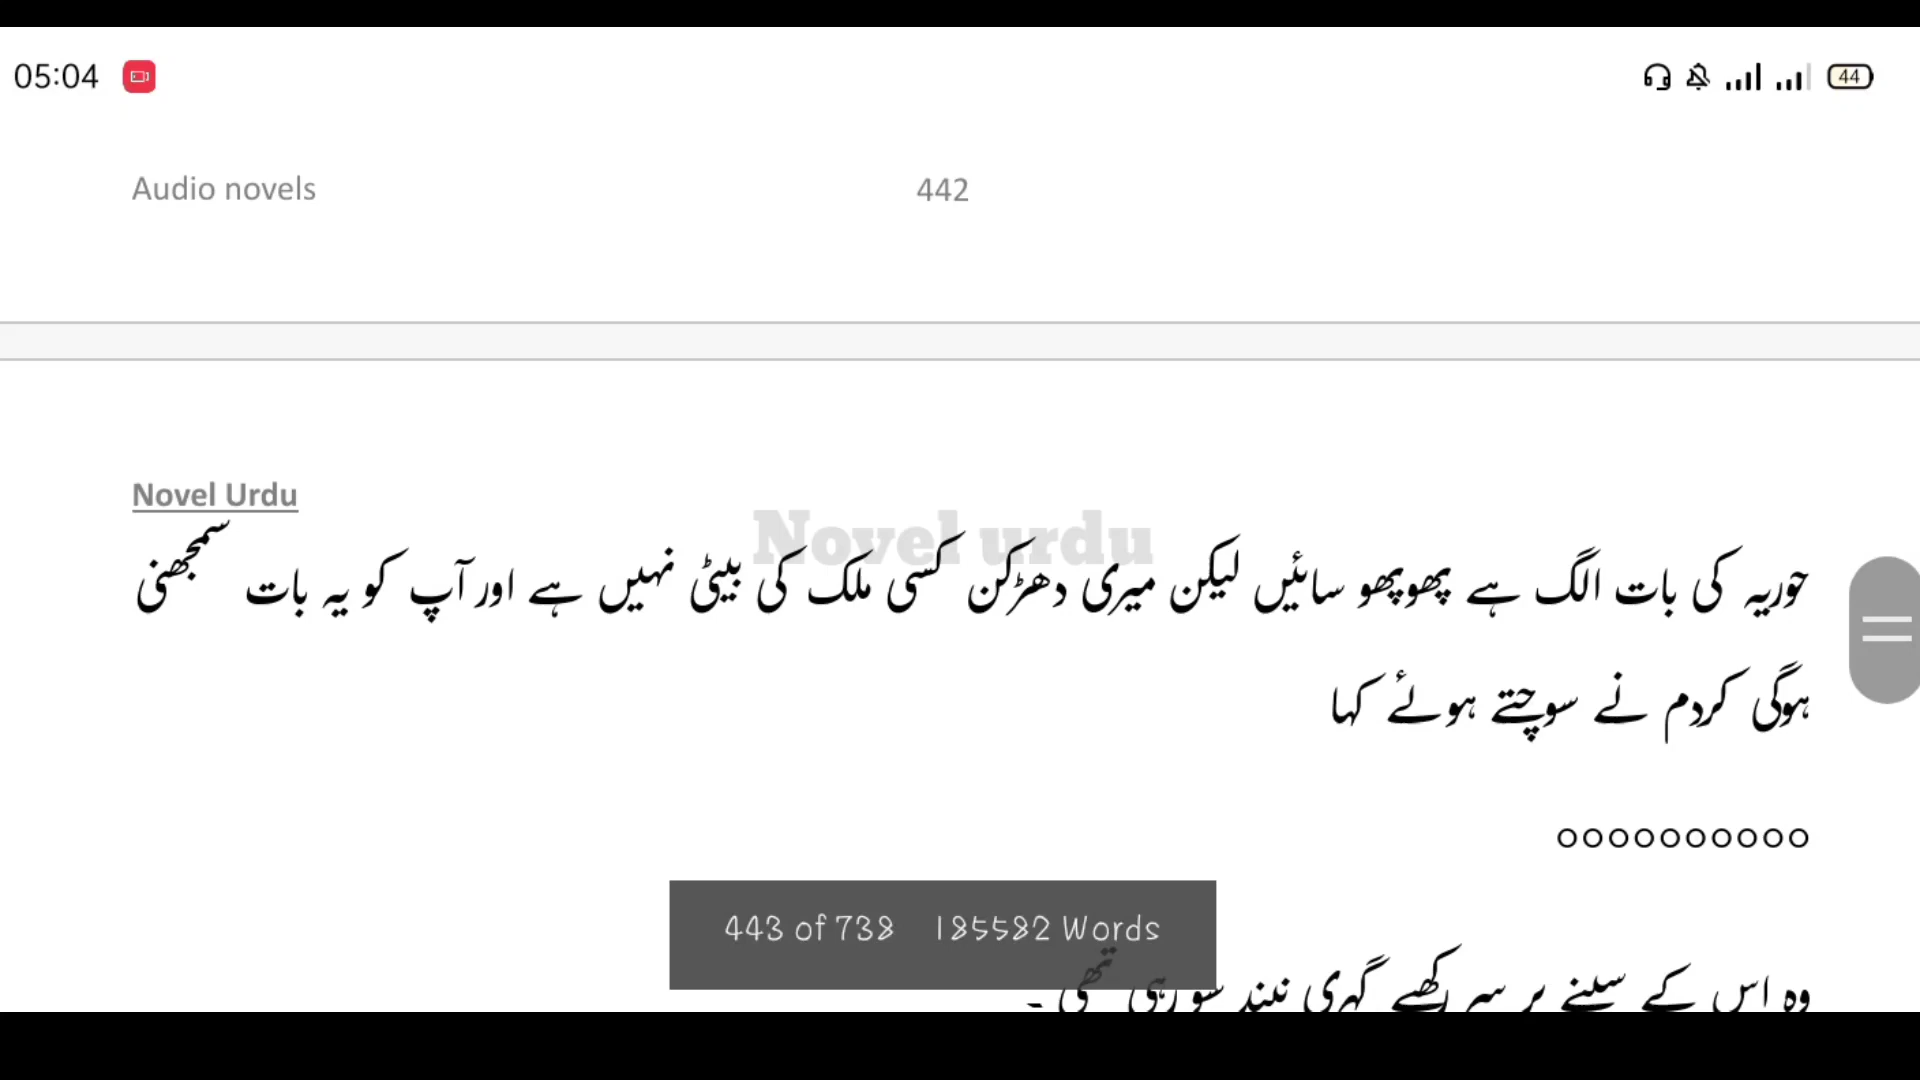 05:04
44
Audio novels 442
Novel Urdu
Novel urdu
حوریہ کی بات الگ ہے پھوپھو سائیں لیکن میری دھڑکن کسی ملک کی بیٹی نہیں ہے اور آپ کو یہ بات سمجھنی
ہوگی کردم نے سوچتے ہوئے کہا
○○○○○○○○○○
443 of 738 185582 Words
وہ اس کے سینے پر سر رکھے گہری نیند سو رہی تھی ۔